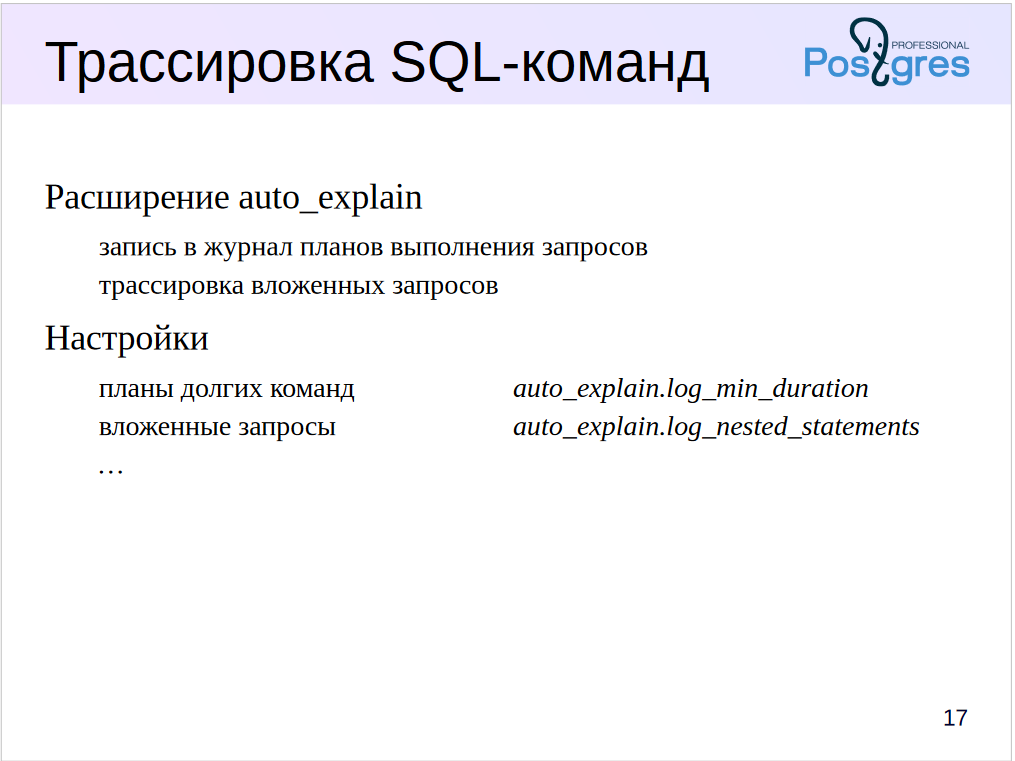 Трассировка SQL-команд
PROFESSIONAL
Postgres
Расширение auto_explain
запись в журнал планов выполнения запросов
трассировка вложенных запросов
Настройки
планы долгих команд auto_explain.log_min_duration
вложенные запросы auto_explain.log_nested_statements
…
17